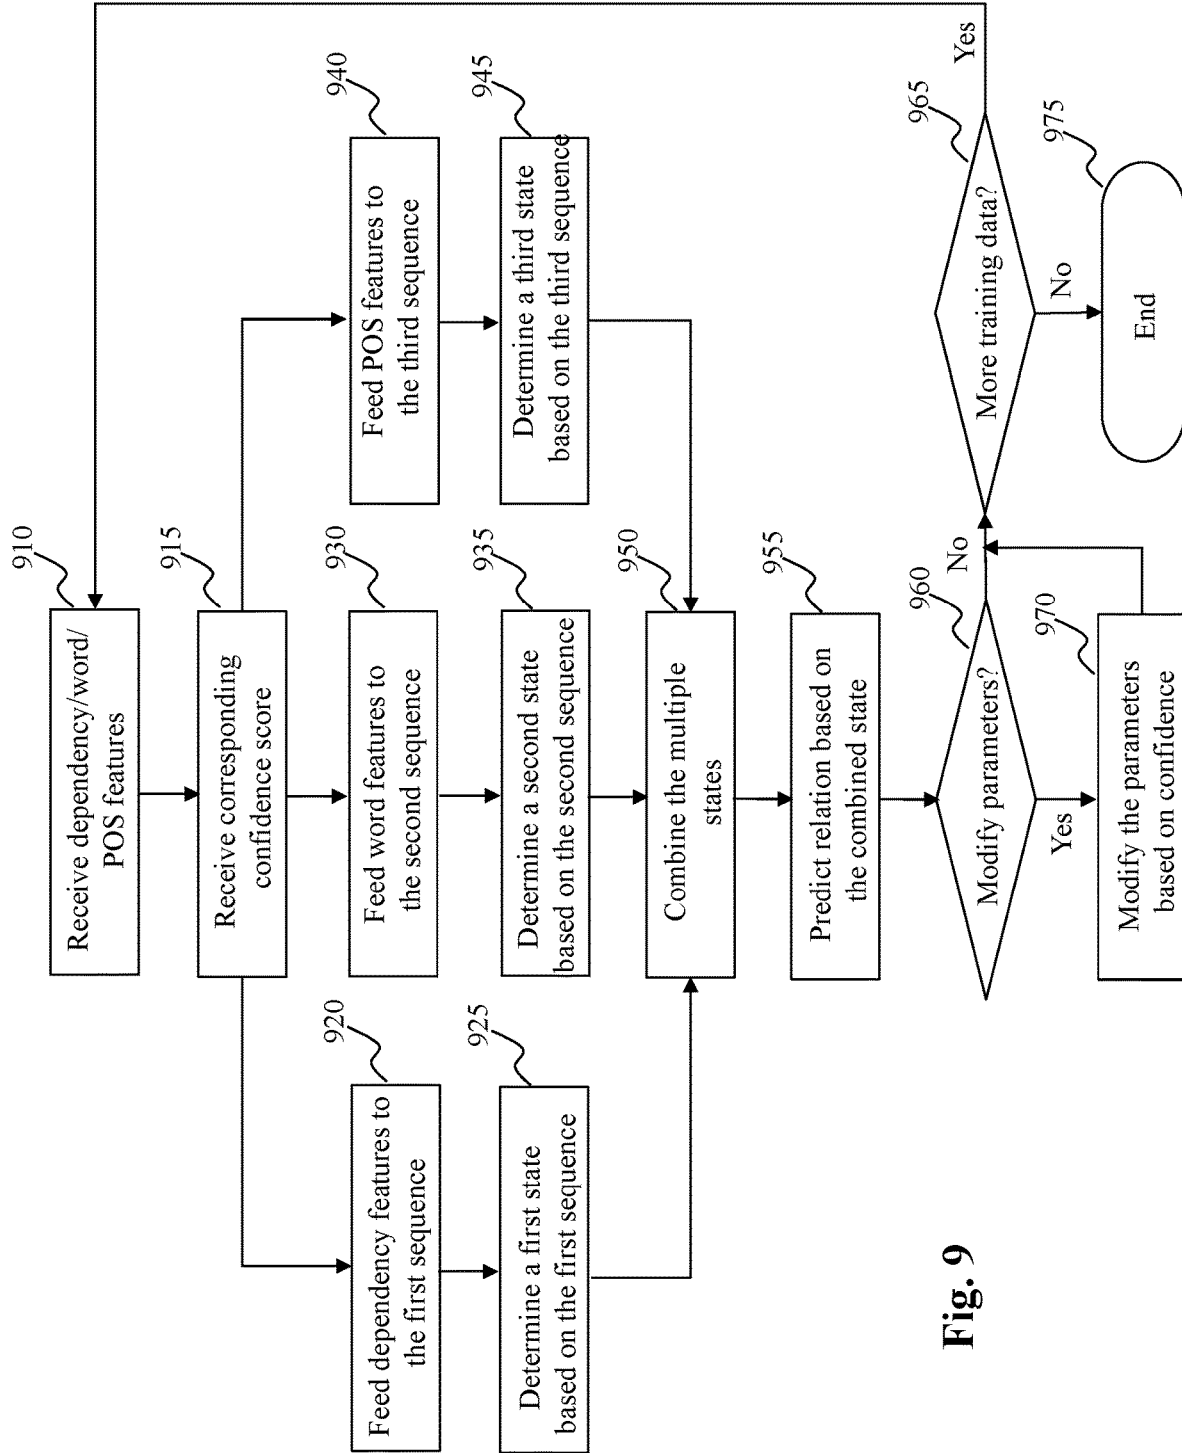 910
Receive dependency/word/
POS features
915
Receive corresponding
confidence score
920
Feed dependency features to
the first sequence
930
Feed word features to
the second sequence
940
Feed POS features to
the third sequence
925
Determine a first state
based on the first sequence
935
Determine a second state
based on the second sequence
945
Determine a third state
based on the third sequence
950
Combine the multiple
states
955
Predict relation based on
the combined state
960
Modify parameters?
No
965
More training data?
Yes
Yes
970
Modify the parameters
based on confidence
No
975
End
Fig. 9